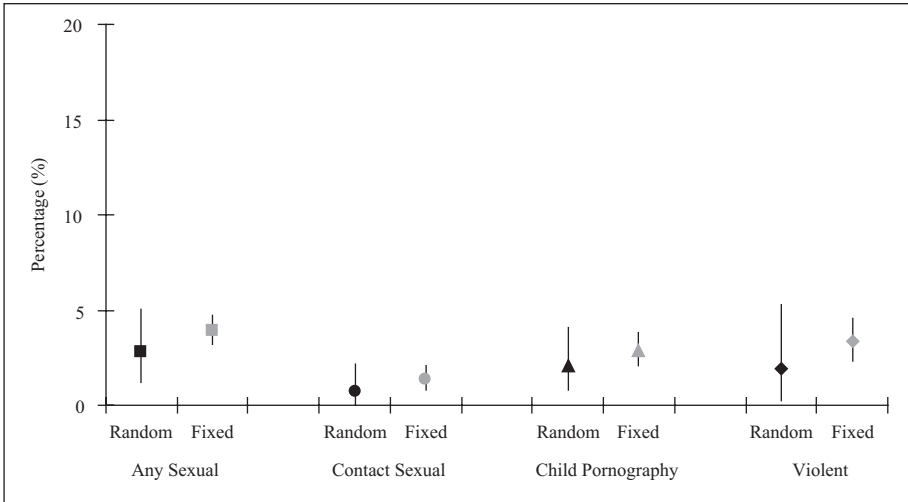 20
15
10
5
0
Percentage (%)
Random Fixed Random Fixed Random Fixed Random Fixed
Any Sexual Contact Sexual Child Pornography Violent